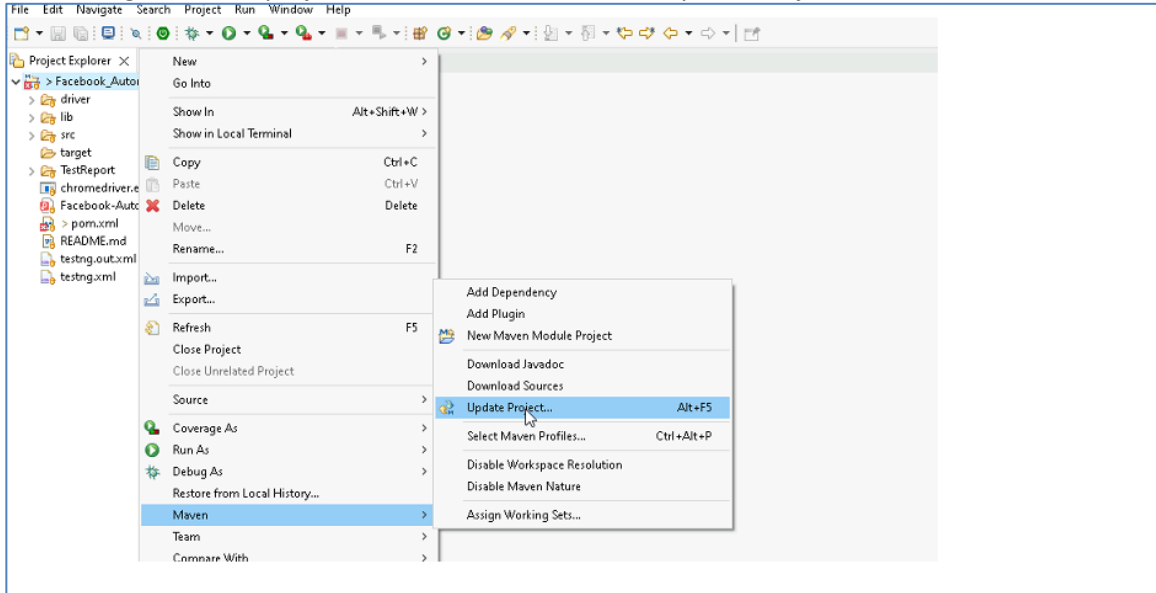 File Edit Navigate Search Project Run Window Help
Project Explorer
> Facebook_Autor
driver
lib
src
target
TestReport
chromedriver.e
Facebook-Autc
> pom.xml
README.md
testng.out.xml
testng.xml
New
Go Into
Show In Alt+Shift+W >
Show in Local Terminal
Copy Ctrl+C
Paste Ctrl+V
Delete Delete
Move...
Rename... F2
Import...
Export...
Refresh F5
Close Project
Close Unrelated Project
Source
Coverage As
Run As
Debug As
Restore from Local History...
Maven
Team
Compare With
Add Dependency
Add Plugin
New Maven Module Project
Download Javadoc
Download Sources
Update Project... Alt+F5
Select Maven Profiles... Ctrl+Alt+P
Disable Workspace Resolution
Disable Maven Nature
Assign Working Sets...